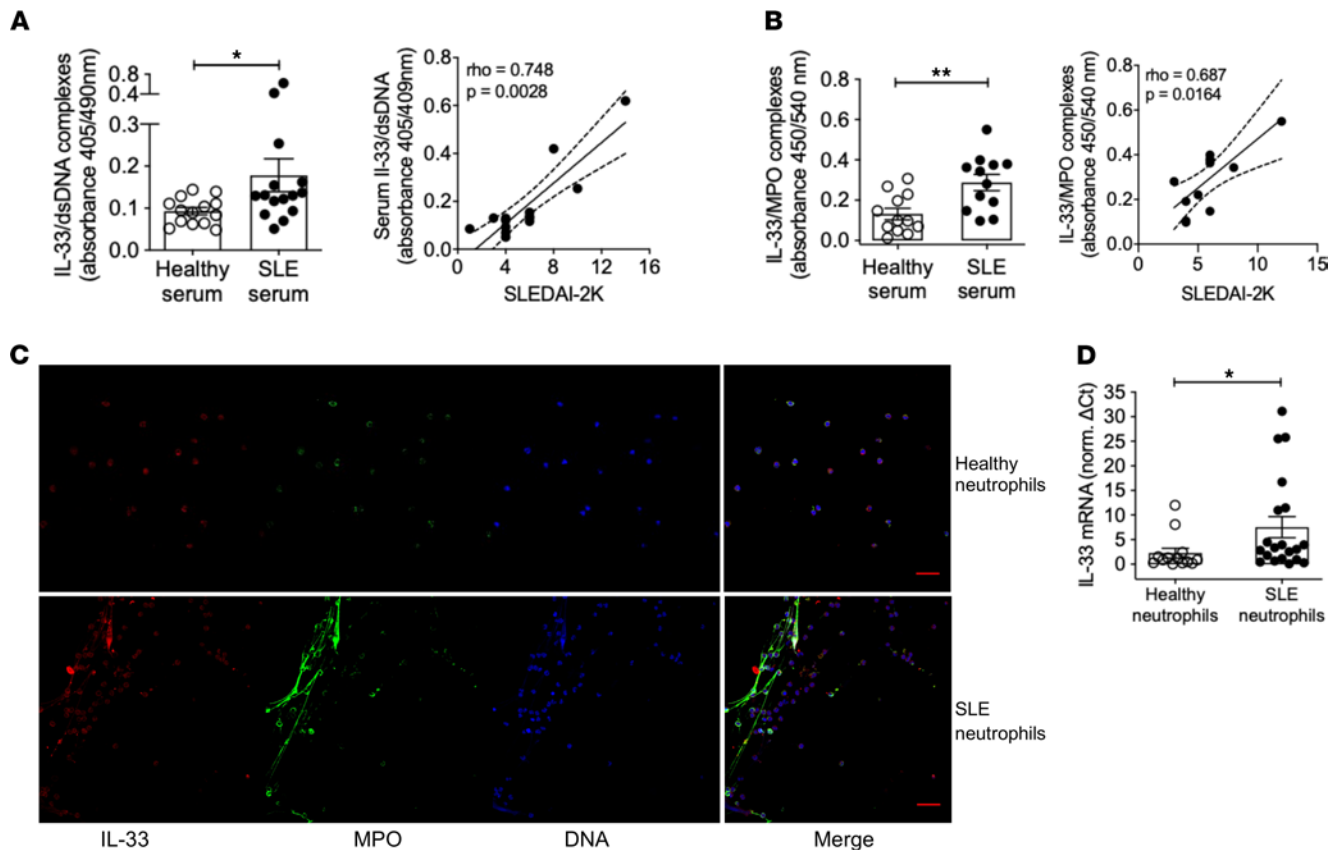 A
IL-33/dsDNA complexes
(absorbance 405/490nm)
0.8
0.4
0.3
0.2
0.1
0.0
*
Healthy
serum
SLE
serum
Serum Il-33/dsDNA
(absorbance 405/409nm)
rho = 0.748
p = 0.0028
0.8
0.6
0.4
0.2
0.0
0
4
8
12
16
SLEDAI-2K
B
IL-33/MPO complexes
(absorbance 450/540 nm)
0.8
0.6
0.4
0.2
0.0
**
Healthy
serum
SLE
serum
IL-33/MPO complexes
(absorbance 450/540 nm)
rho = 0.687
p = 0.0164
0.8
0.6
0.4
0.2
0.0
0
5
10
15
SLEDAI-2K
C
Healthy
neutrophils
SLE
neutrophils
IL-33
MPO
DNA
Merge
D
IL-33 mRNA (norm. ΔCt)
35
30
25
20
15
10
5
0
*
Healthy
neutrophils
SLE
neutrophils